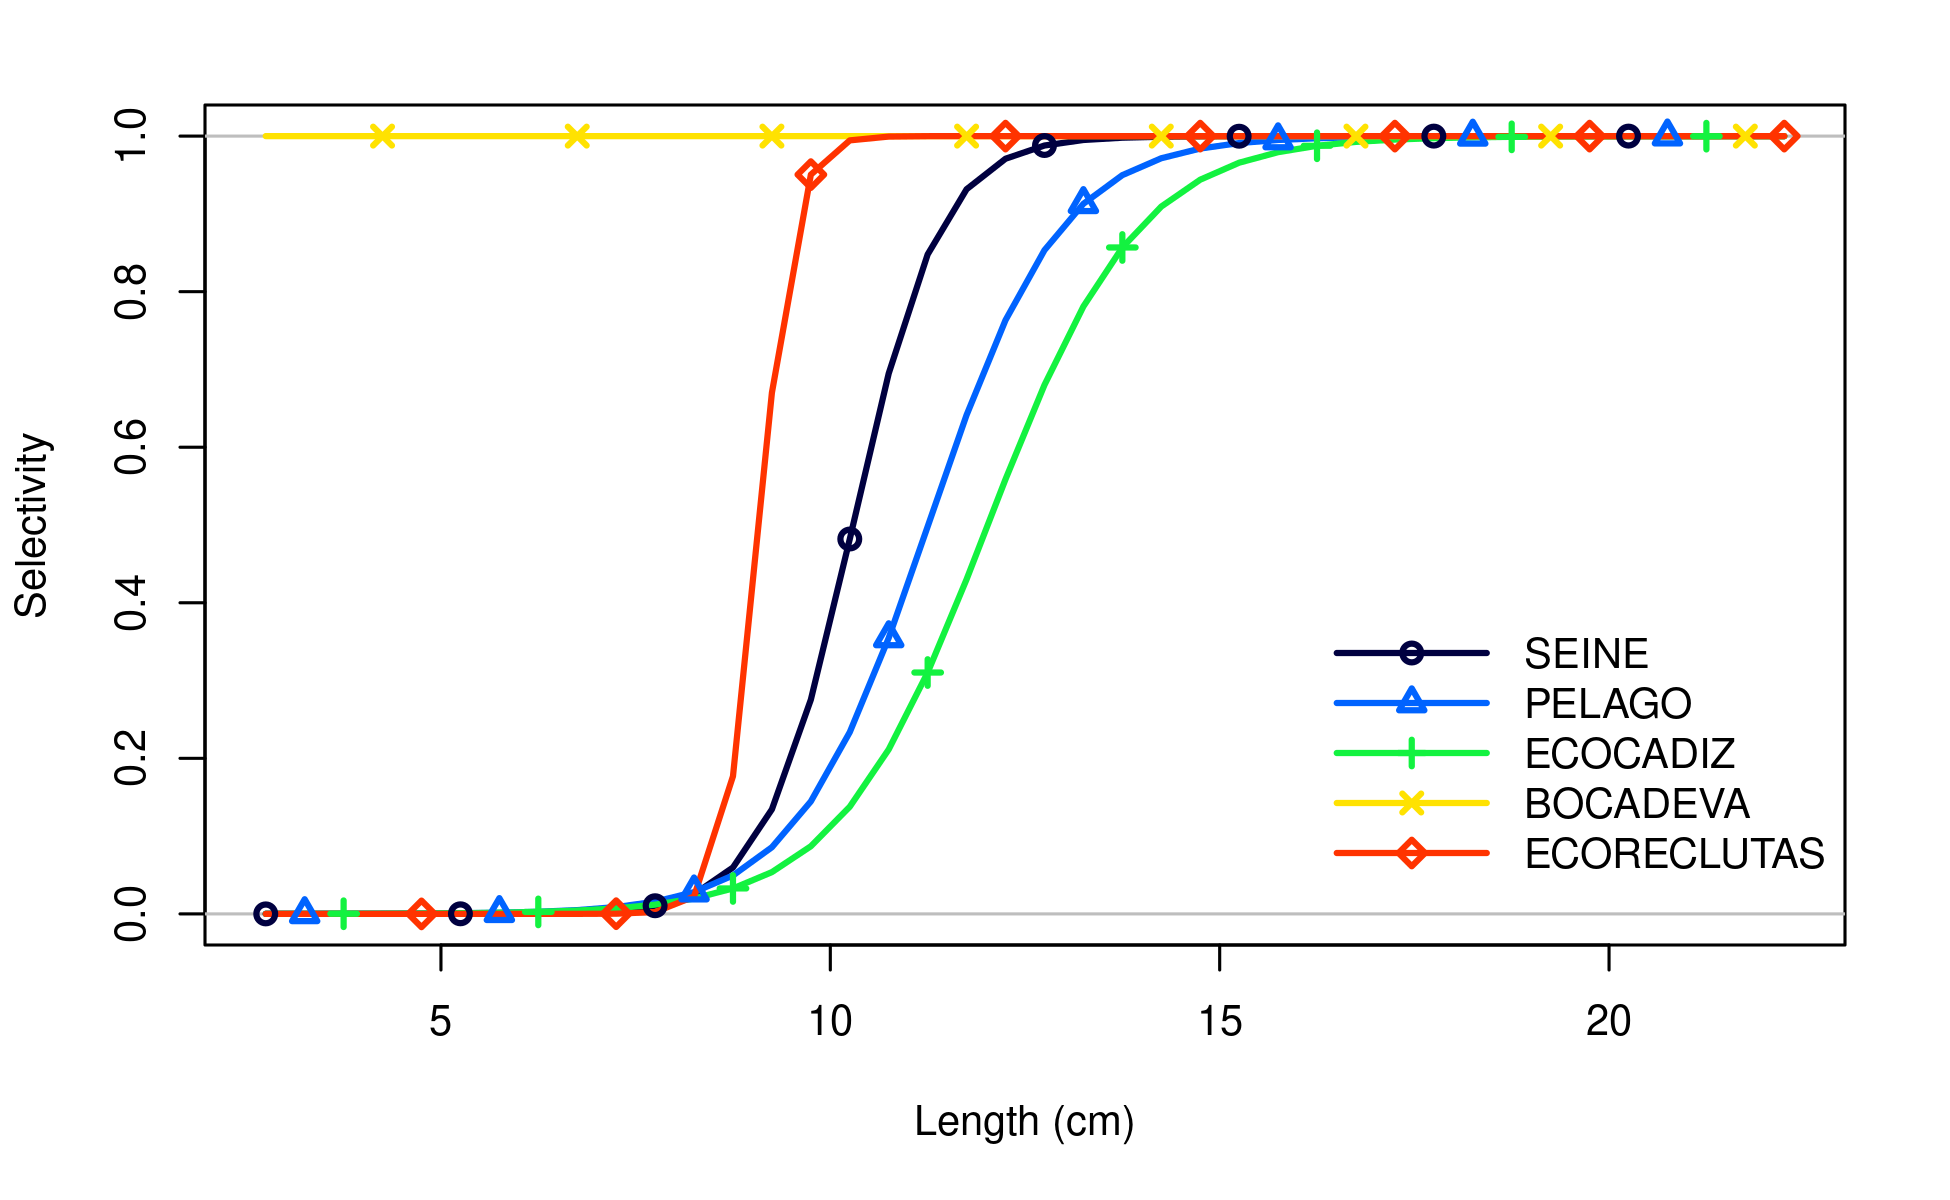 Selectivity
1.0
0.8
0.6
0.4
0.2
0.0
SEINE
PELAGO
ECOCADIZ
BOCADEVA
ECORECLUTAS
5 10 15 20
Length (cm)